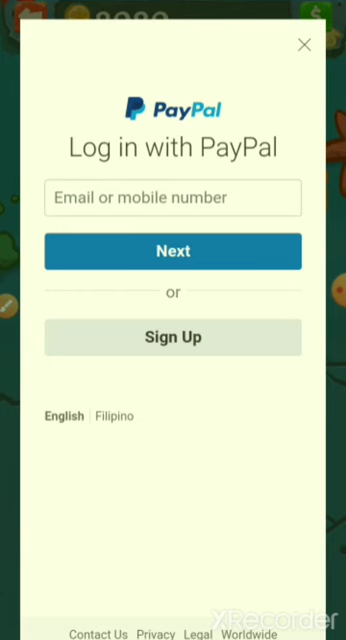 8080
PayPal
Log in with PayPal
Email or mobile number
Next
or
Sign Up
English Filipino
XRecorder
Contact Us Privacy Legal Worldwide